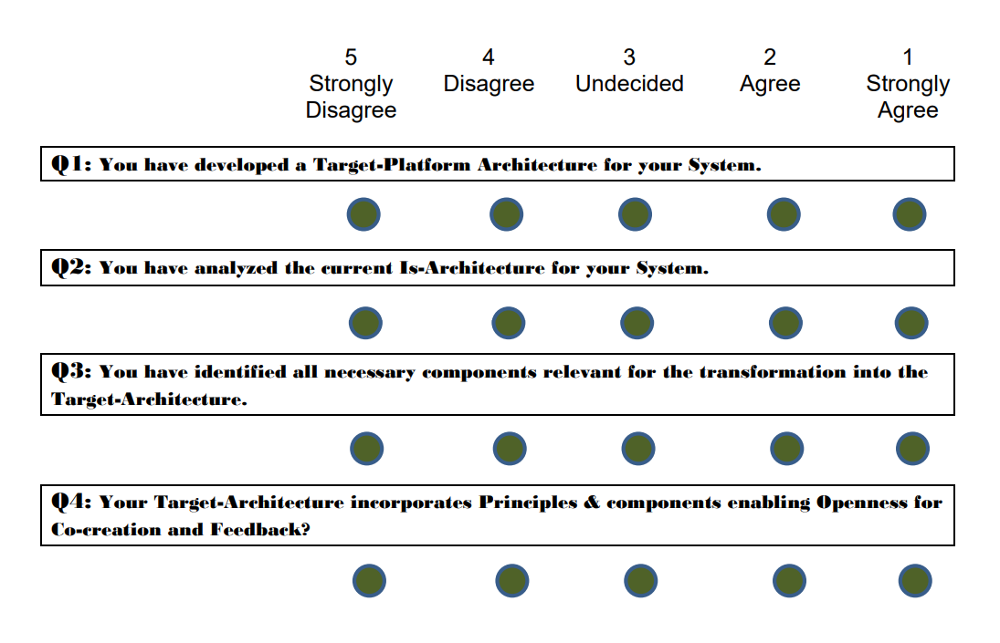 5 4 3 2 1
Strongly Disagree Undecided Agree Strongly
Disagree Agree
Q1: You have developed a Target-Platform Architecture for your System.
Q2: You have analyzed the current Is-Architecture for your System.
Q3: You have identified all necessary components relevant for the transformation into the
Target-Architecture.
Q4: Your Target-Architecture incorporates Principles & components enabling Openness for
Co-creation and Feedback?